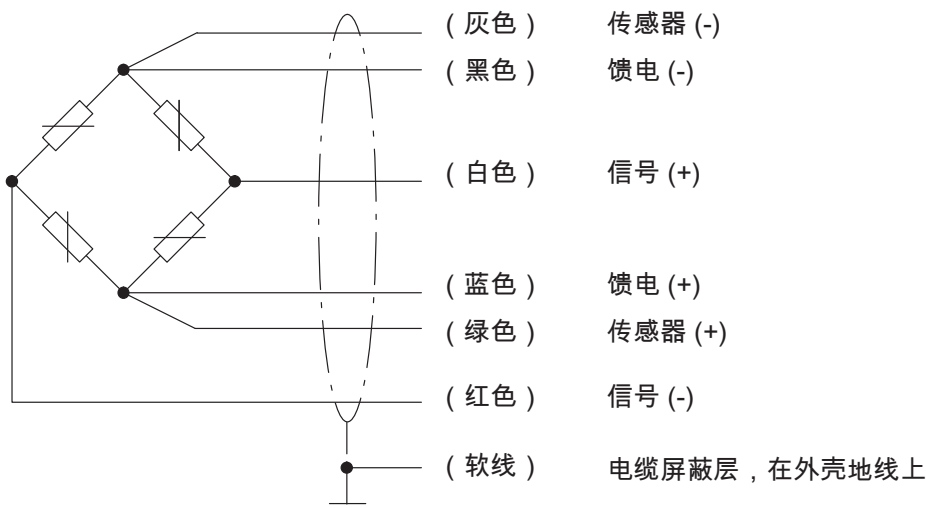 （灰色） 传感器 (-)
（黑色） 馈电 (-)
（白色） 信号 (+)
（蓝色） 馈电 (+)
（绿色） 传感器 (+)
（红色） 信号 (-)
（软线） 电缆屏蔽层，在外壳地线上